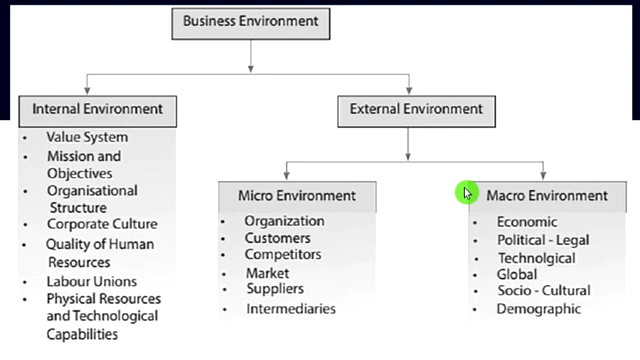 Business Environment
Internal Environment
• Value System
• Mission and
Objectives
• Organisational
Structure
• Corporate Culture
• Quality of Human
Resources
• Labour Unions
• Physical Resources
and Technological
Capabilities
External Environment
Micro Environment
• Organization
• Customers
• Competitors
• Market
• Suppliers
• Intermediaries
Macro Environment
• Economic
• Political - Legal
• Technolgical
• Global
• Socio - Cultural
• Demographic